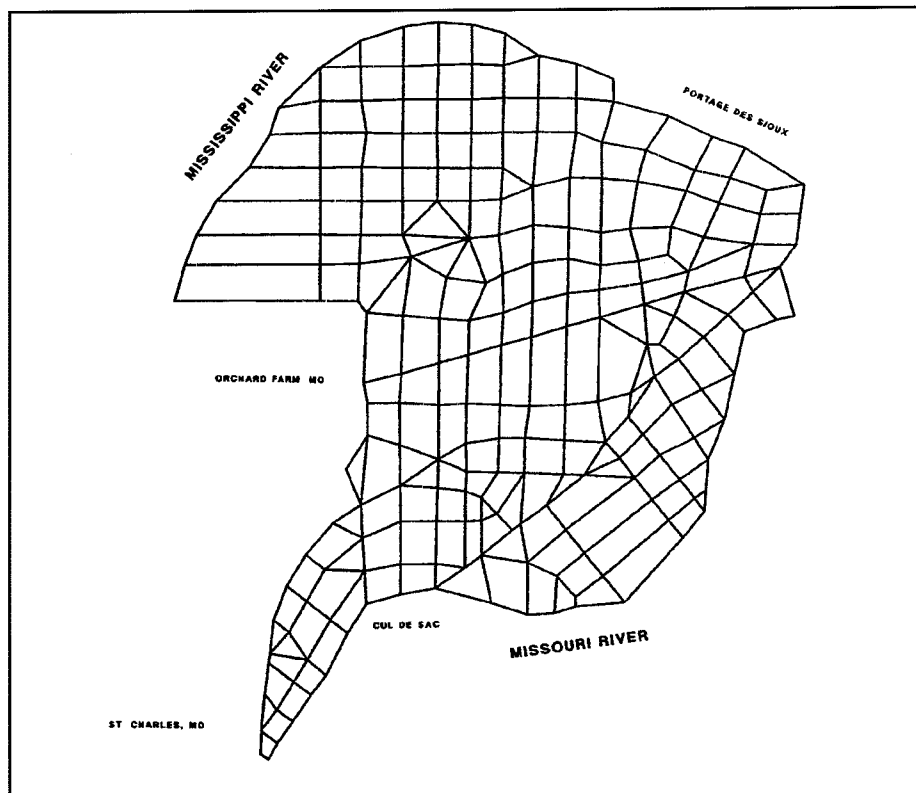 MISSISSIPPI RIVER
PORTAGE DES SIOUX
ORCHARD FARM MO
CUL DE SAC
MISSOURI RIVER
ST CHARLES, MO